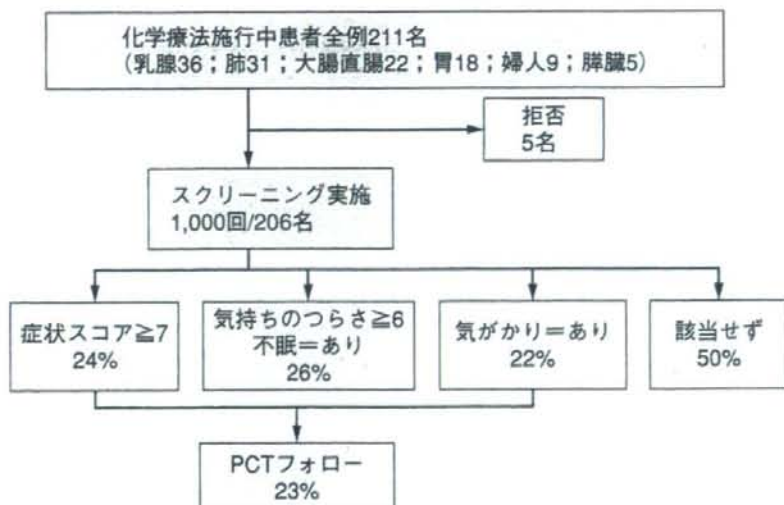 化学療法施行中患者全例211名
(乳腺36；肺31；大腸直腸22；胃18；婦人9；膵臓5)
拒否
5名
スクリーニング実施
1,000回/206名
症状スコア≧7
24%
気持ちのつらさ≧6
不眠＝あり
26%
気がかり＝あり
22%
該当せず
50%
PCTフォロー
23%